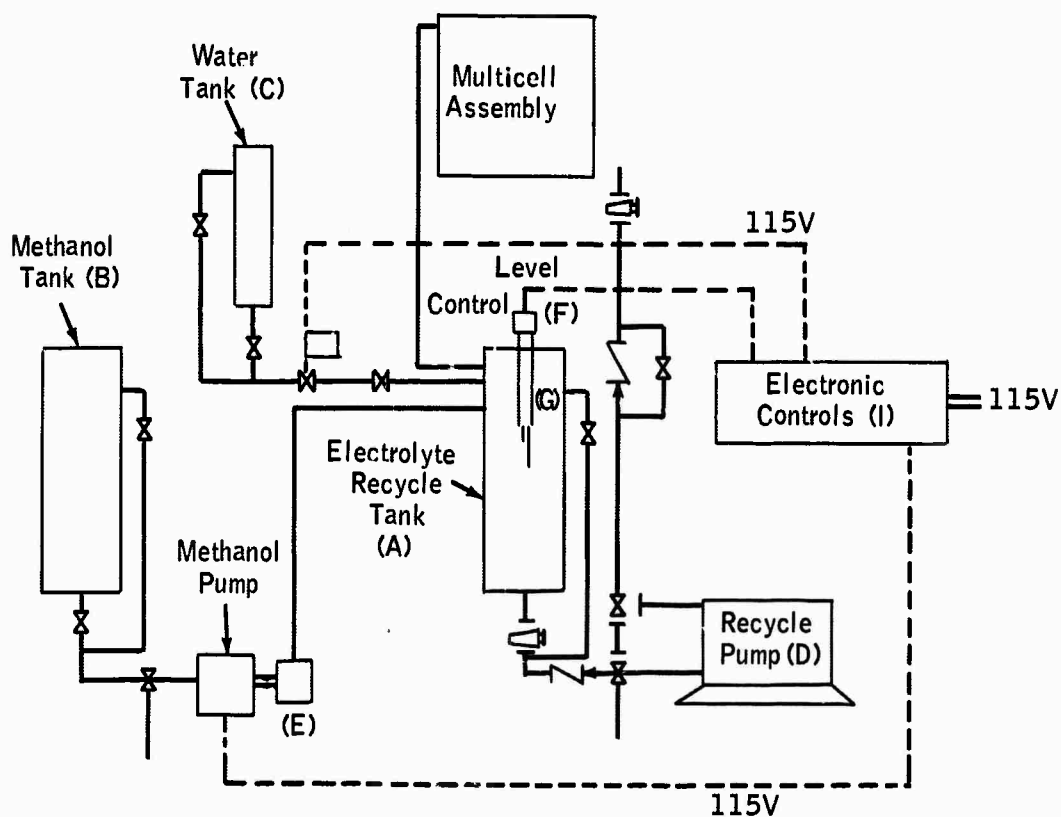 Water
Tank (C)
Multicell
Assembly
Methanol
Tank (B)
115V
Level
Control
(F)
(G)
Electronic
Controls (I)
115V
Electrolyte
Recycle
Tank
(A)
Methanol
Pump
(E)
Recycle
Pump (D)
115V